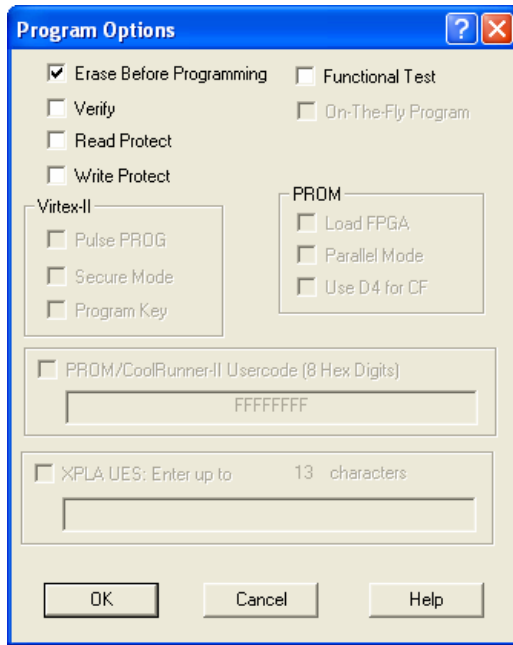 Program Options
Erase Before Programming
Functional Test
Verify
On-The-Fly Program
Read Protect
Write Protect
Virtex-II
Pulse PROG
Secure Mode
Program Key
PROM
Load FPGA
Parallel Mode
Use D4 for CF
PROM/CoolRunner-II Usercode (8 Hex Digits)
FFFFFFFF
XPLA UES: Enter up to 13 characters
OK
Cancel
Help